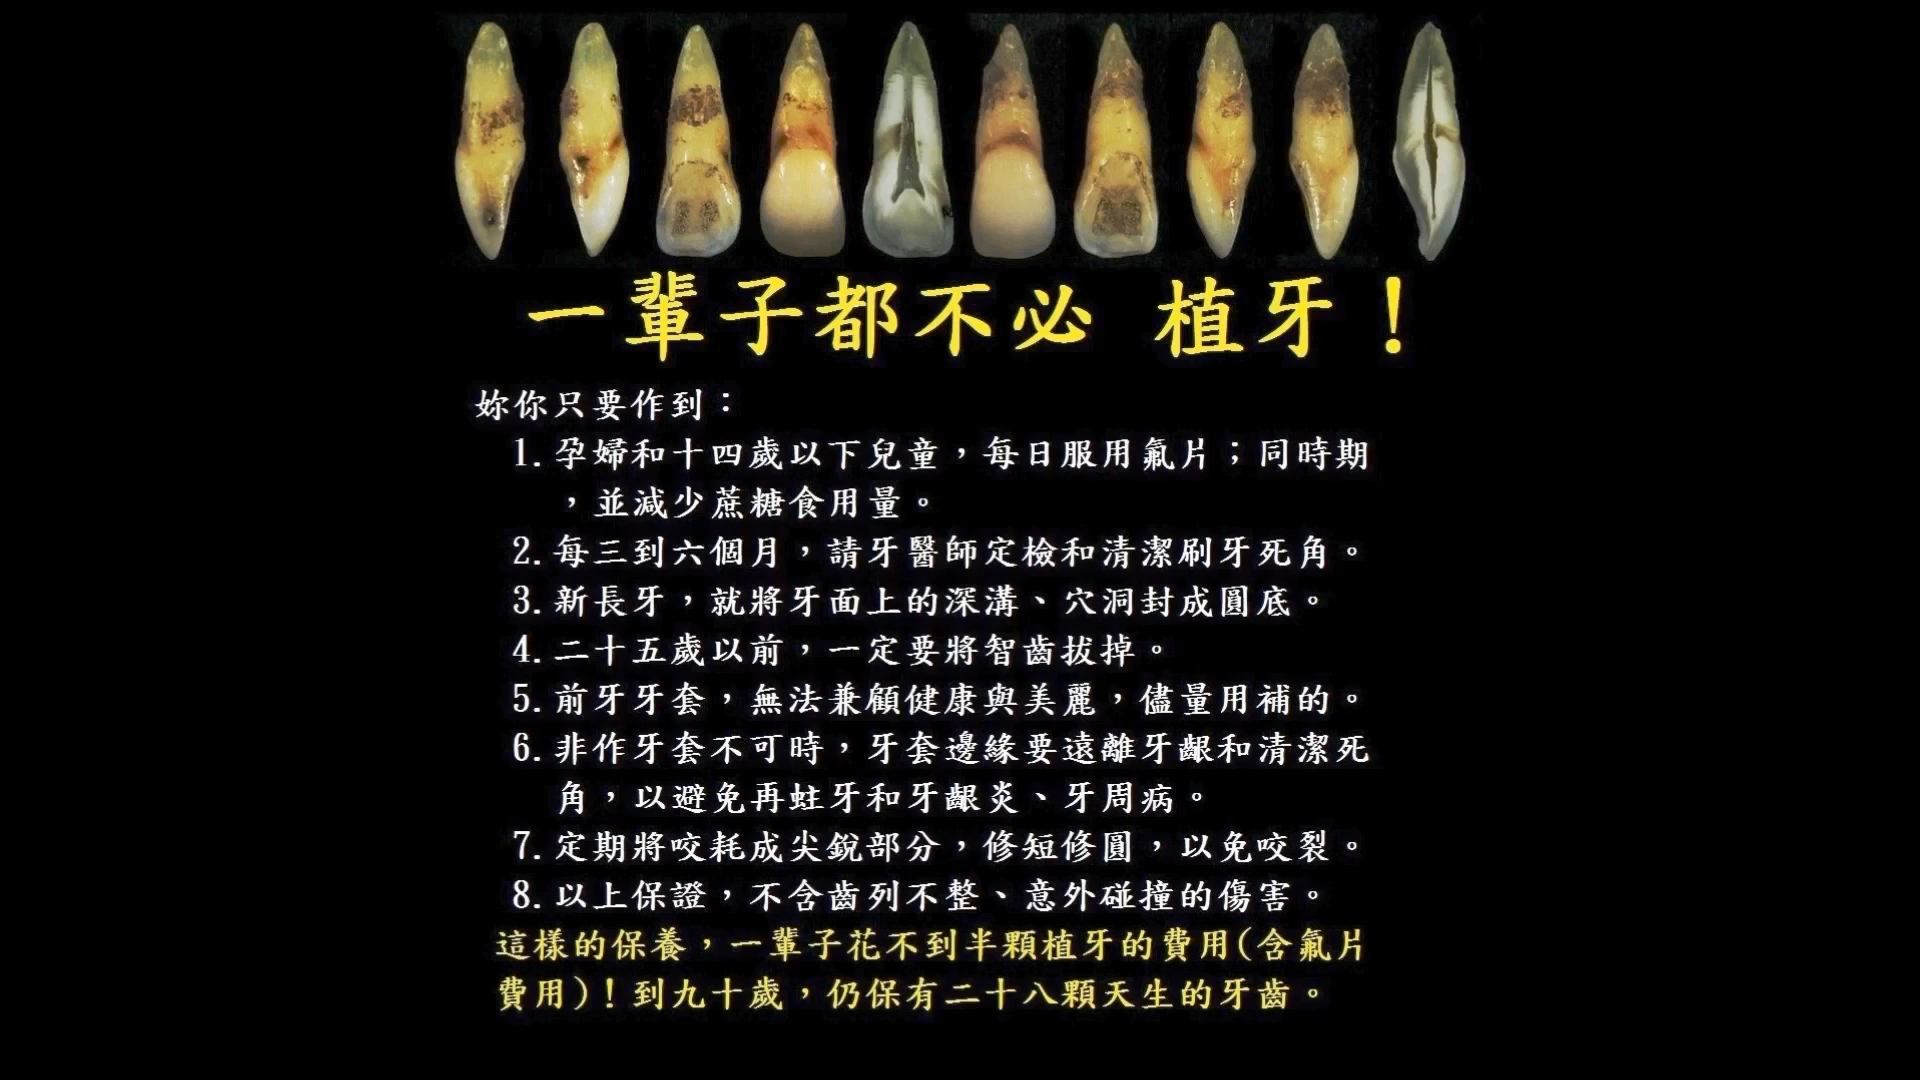 一輩子都不必 植牙！
妳你只要作到：
1.孕婦和十四歲以下兒童，每日服用氟片；同時期
，並減少蔗糖食用量。
2.每三到六個月，請牙醫師定檢和清潔刷牙死角。
3.新長牙，就將牙面上的深溝、穴洞封成圓底。
4.二十五歲以前，一定要將智齒拔掉。
5.前牙牙套，無法兼顧健康與美麗，儘量用補的。
6.非作牙套不可時，牙套邊緣要遠離牙齦和清潔死
角，以避免再蛀牙和牙齦炎、牙周病。
7.定期將咬耗成尖銳部分，修短修圓，以免咬裂。
8.以上保證，不含齒列不整、意外碰撞的傷害。
這樣的保養，一輩子花不到半顆植牙的費用(含氟片
費用)！到九十歲，仍保有二十八顆天生的牙齒。